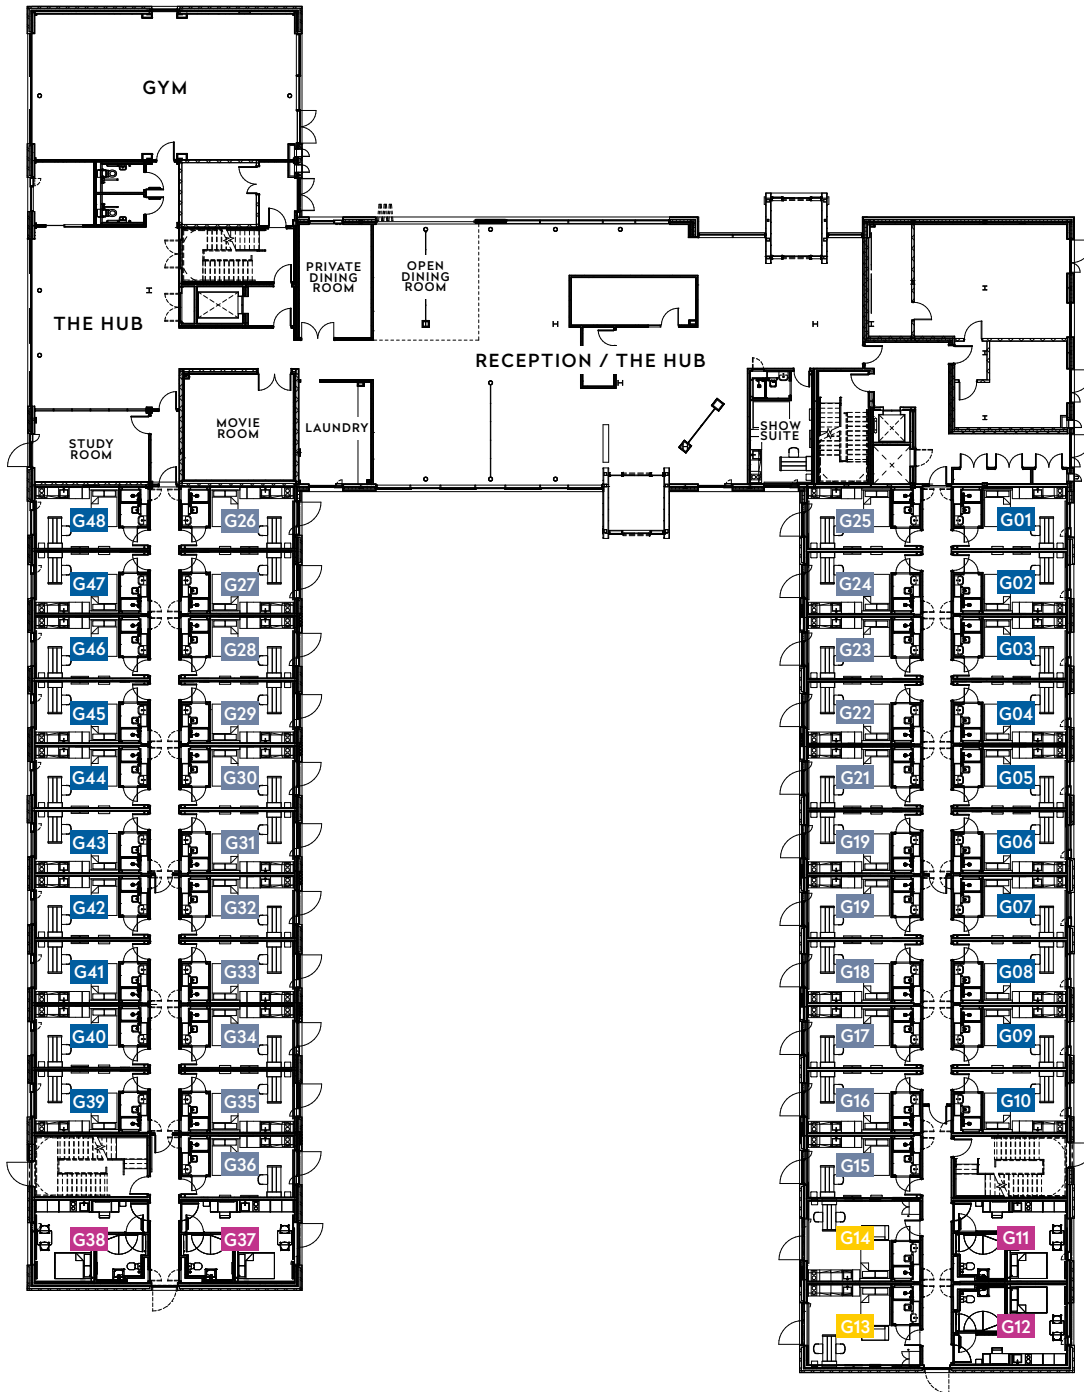 GYM
PRIVATE
DINING
ROOM
OPEN
DINING
ROOM
THE HUB
RECEPTION / THE HUB
MOVIE
ROOM
LAUNDRY
SHOW
SUITE
STUDY
ROOM
G48 G26 G25 G01
G47 G27 G24 G02
G46 G28 G23 G03
G45 G29 G22 G04
G44 G30 G21 G05
G43 G31 G19 G06
G42 G32 G19 G07
G41 G33 G18 G08
G40 G34 G17 G09
G39 G35 G16 G10
G36 G15
G38 G37 G14 G11
G13 G12